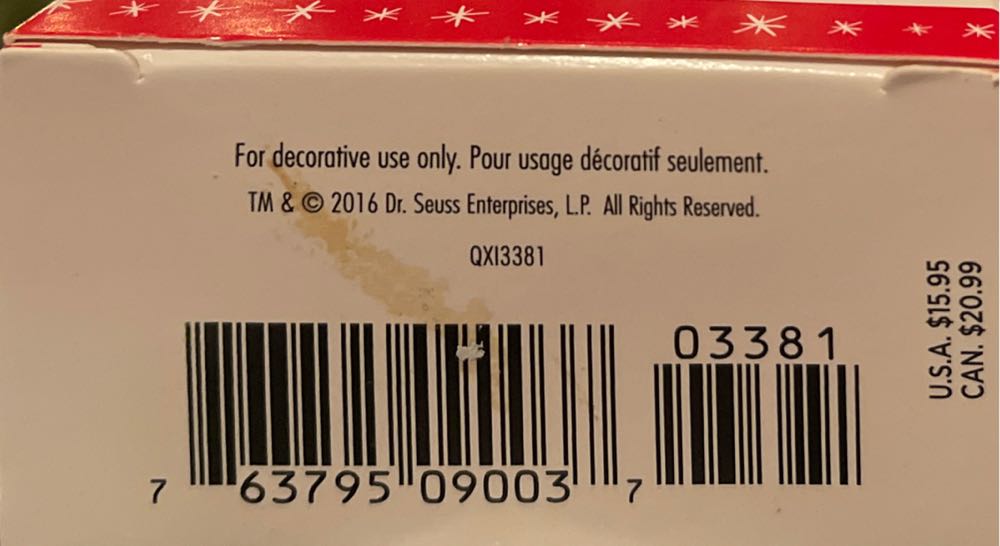 For decorative use only. Pour usage décoratif seulement.
TM & © 2016 Dr. Seuss Enterprises, L.P. All Rights Reserved.
QXI3381
U.S.A. $15.95
CAN. $20.99
03381
7 63795 09003 7